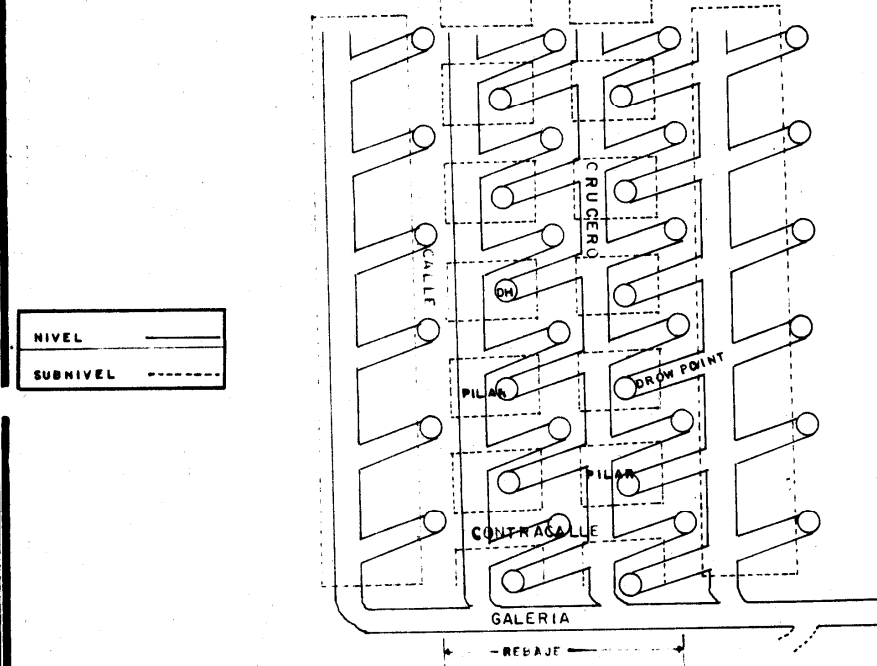 CRUCERO
CALLE
DH
NIVEL
SUBNIVEL
DROW POINT
PILAR
PILAR
CONTRACALLE
GALERIA
REBAJE